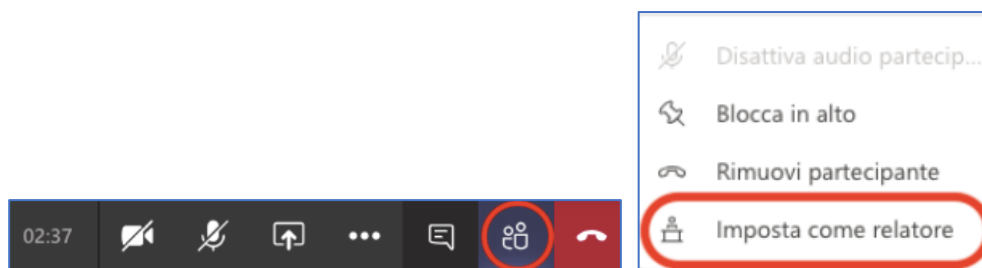 Disattiva audio partecip...
Blocca in alto
Rimuovi partecipante
02:37
Imposta come relatore